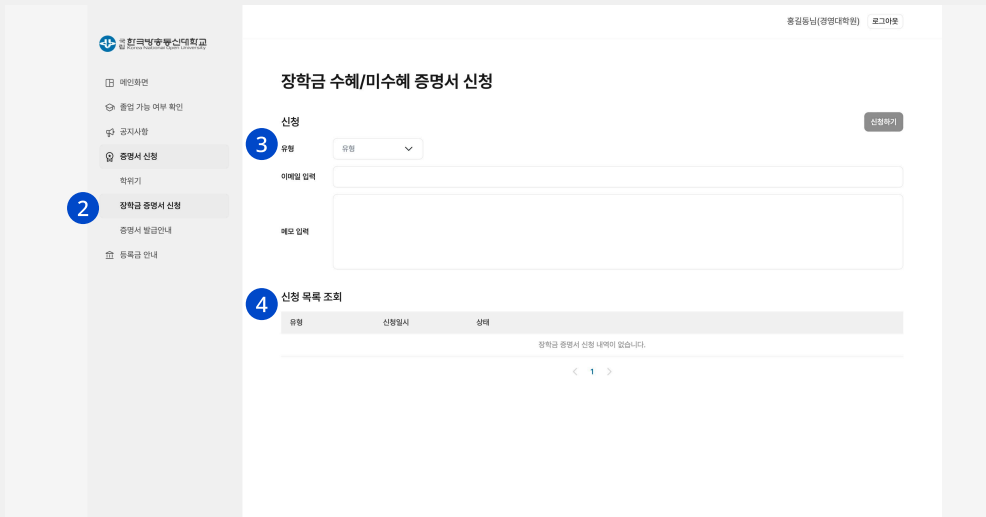 홍길동님(경영대학원) 로그아웃
국립 한국방송통신대학교
Korea National Open University
메인화면
졸업 가능 여부 확인
공지사항
증명서 신청
학위기
2 장학금 증명서 신청
증명서 발급안내
등록금 안내
장학금 수혜/미수혜 증명서 신청
신청 신청하기
3 유형 유형
이메일 입력
메모 입력
4 신청 목록 조회
유형 신청일시 상태
장학금 증명서 신청 내역이 없습니다.
1